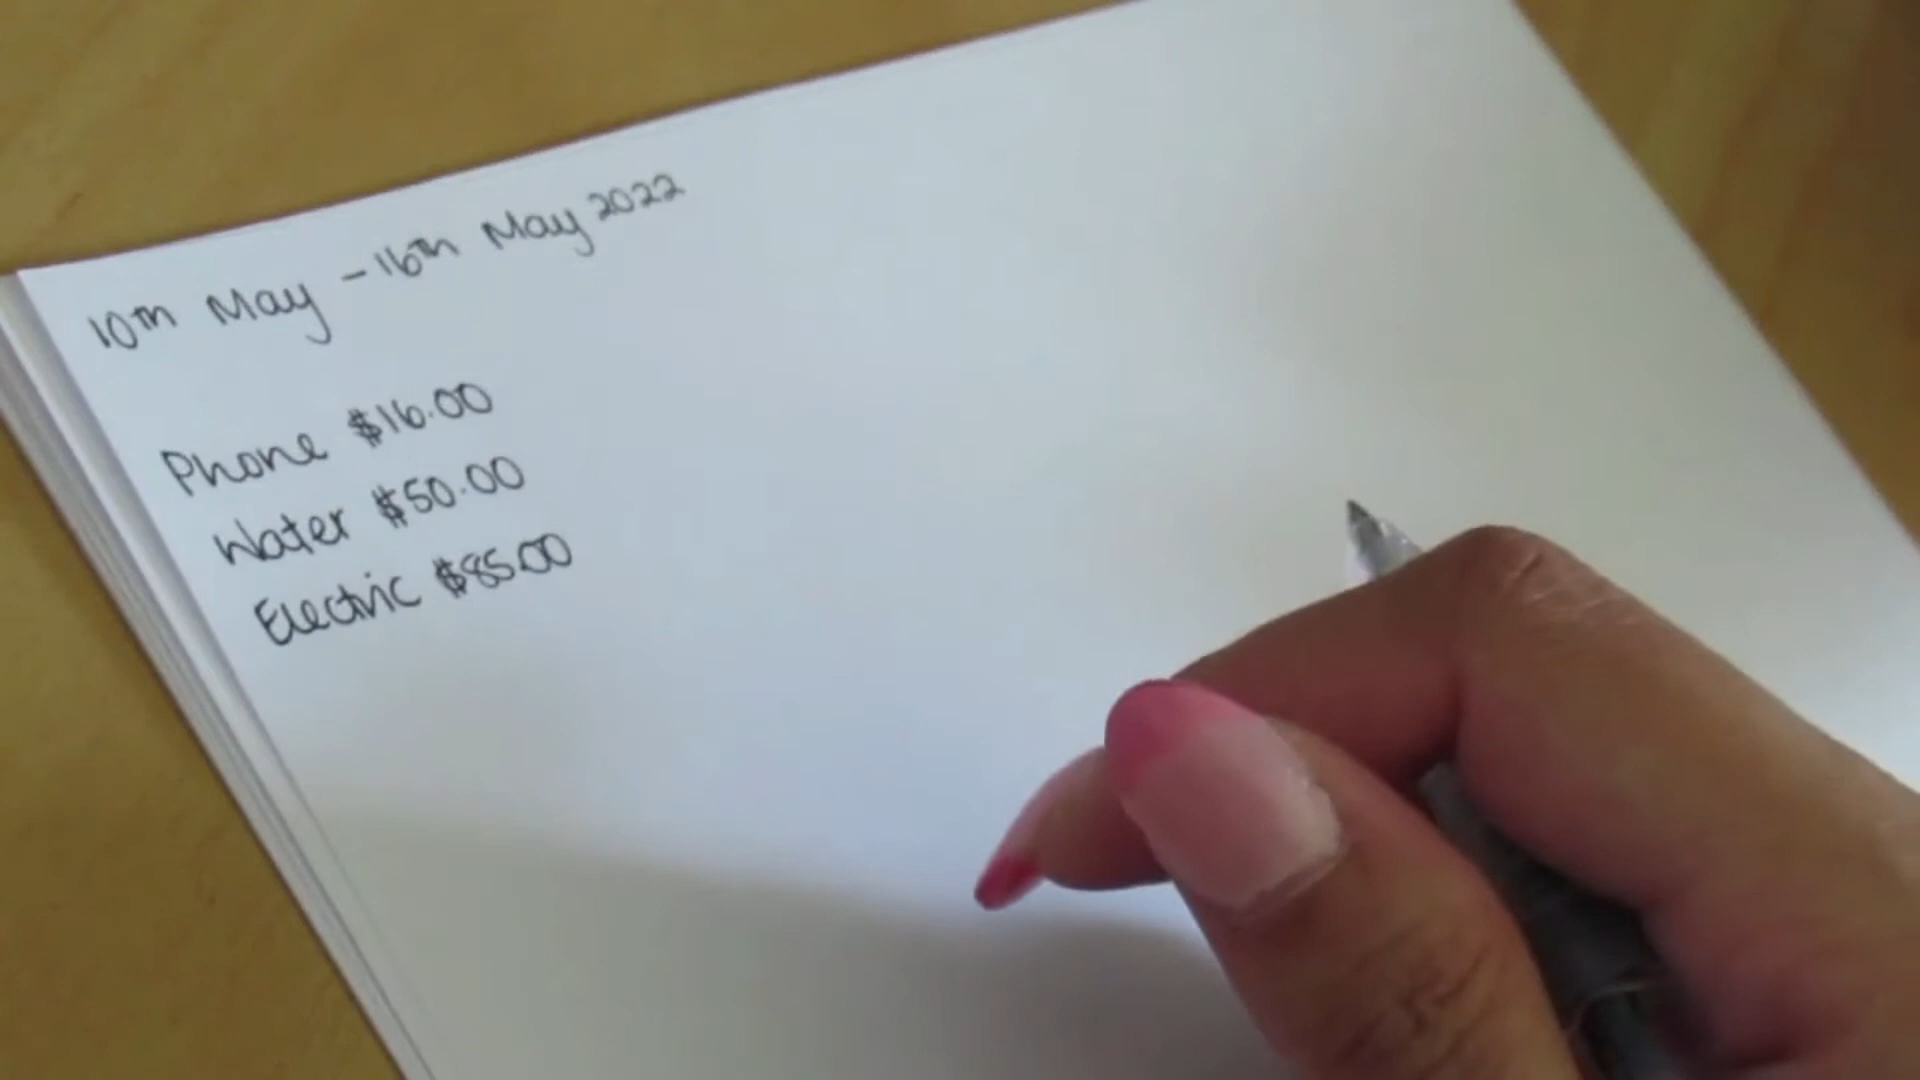 10th May - 16th May 2022
Phone $16.00
Water $50.00
Electric $85.00